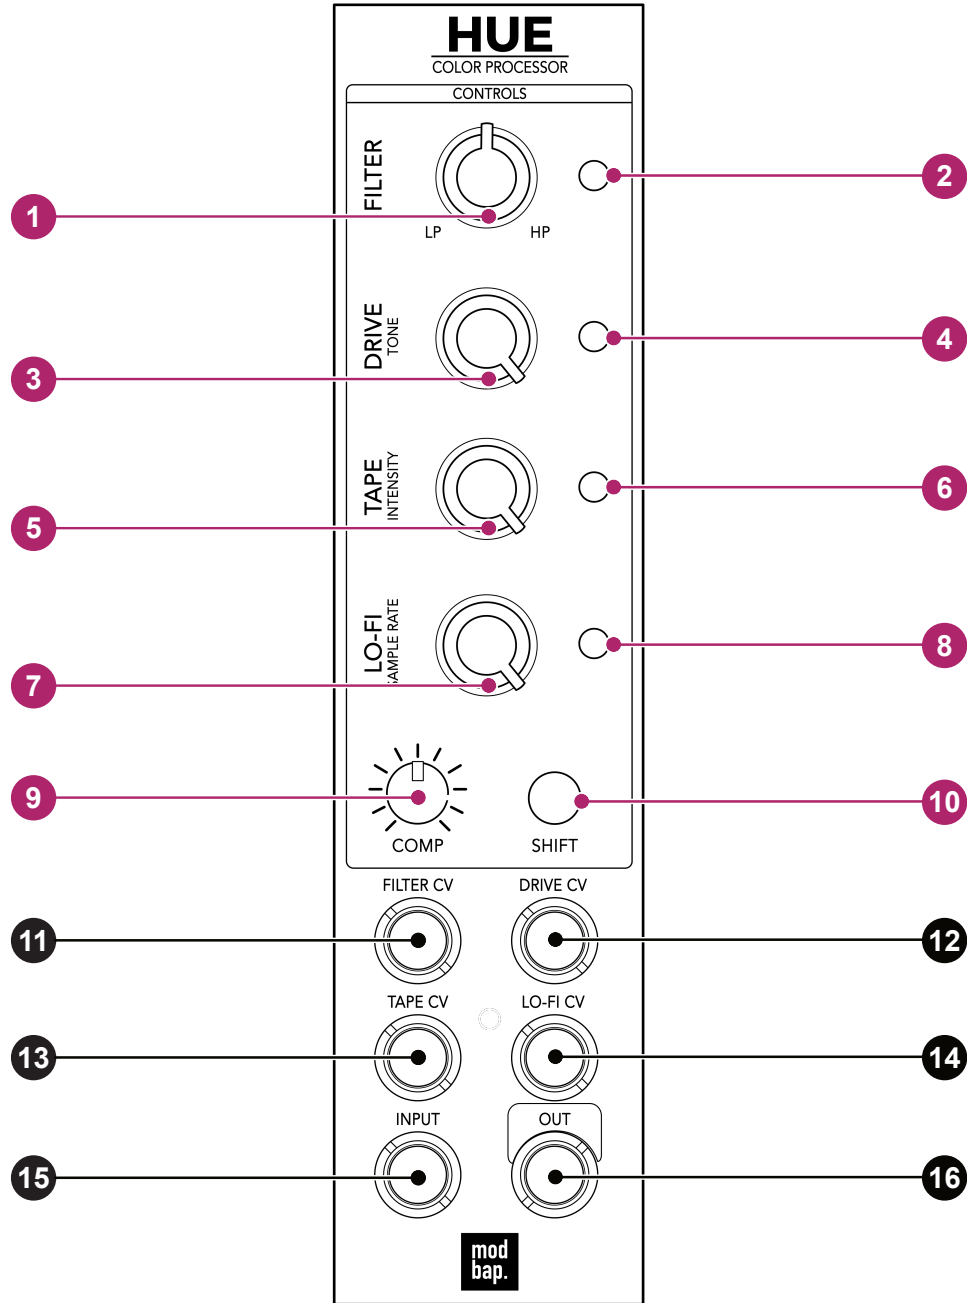 HUE
COLOR PROCESSOR
CONTROLS
FILTER
2
1
LP HP
DRIVE
TONE
4
3
TAPE
INTENSITY
6
5
LO-FI
SAMPLE RATE
8
7
9
10
COMP SHIFT
FILTER CV DRIVE CV
11 12
TAPE CV LO-FI CV
13 14
INPUT OUT
15 16
mod
bap.